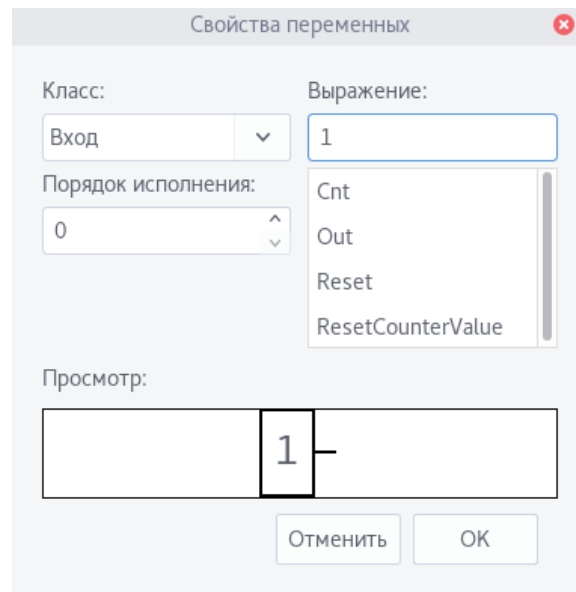 Свойства переменных
Класс:
Выражение:
Вход
1
Порядок исполнения:
0
Cnt
Out
Reset
ResetCounterValue
Просмотр:
1
Отменить
OK